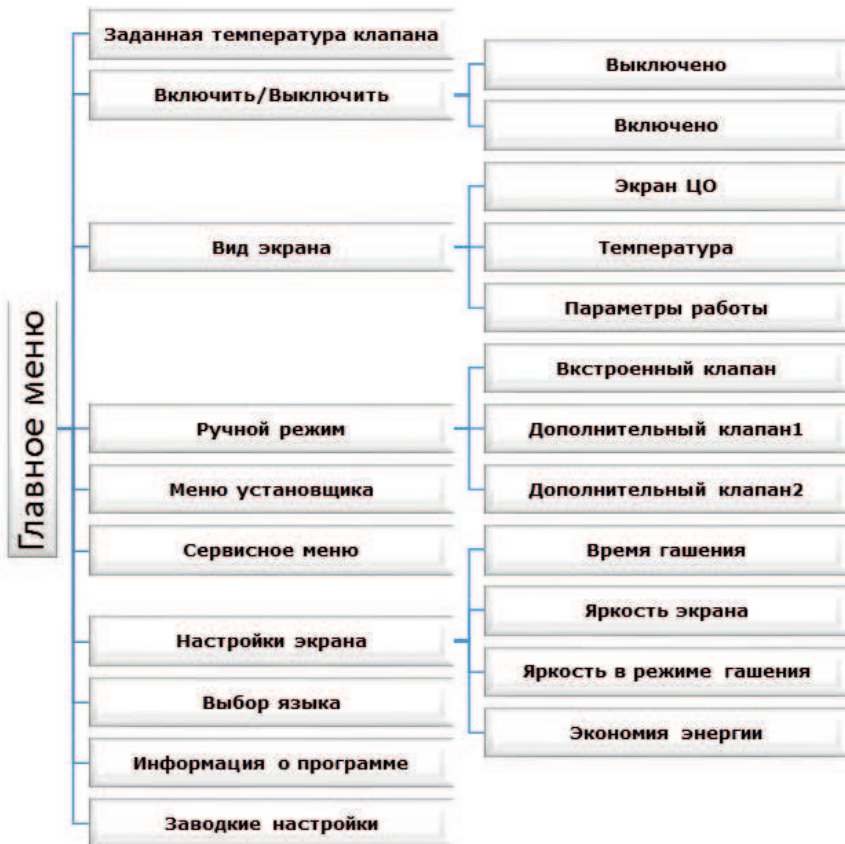 Главное меню
Заданная температура клапана
Включить/Выключить
Выключено
Включено
Вид экрана
Экран ЦО
Температура
Параметры работы
Ручной режим
Вкстроенный клапан
Дополнительный клапан1
Дополнительный клапан2
Меню установщика
Сервисное меню
Настройки экрана
Время гашения
Яркость экрана
Яркость в режиме гашения
Экономия энергии
Выбор языка
Информация о программе
Заводкие настройки